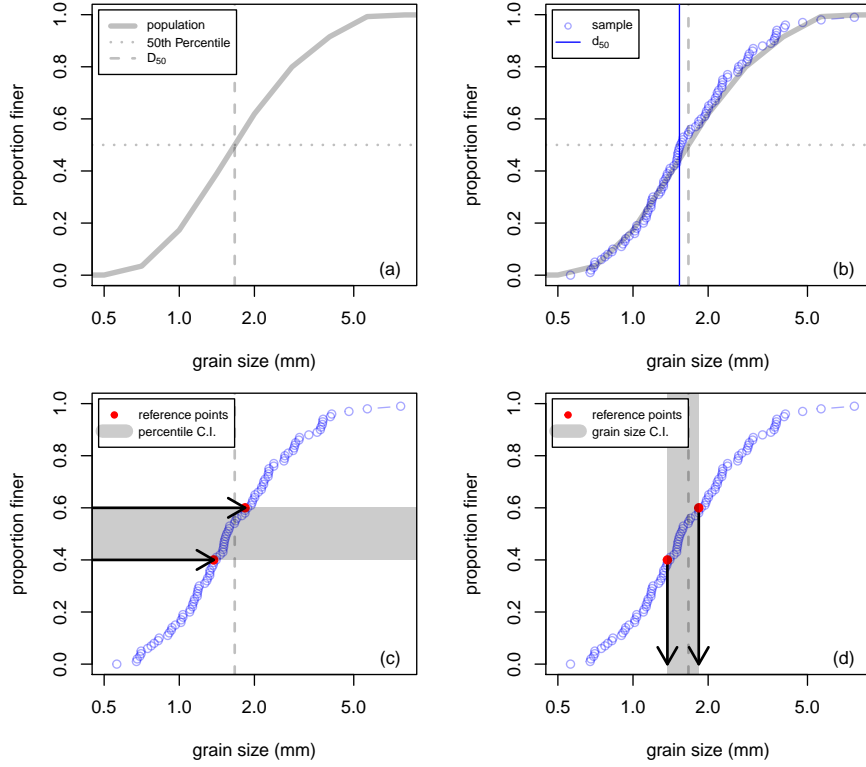 population
50th Percentile
D50
proportion finer
0.0 0.2 0.4 0.6 0.8 1.0
(a)
0.5 1.0 2.0 5.0
grain size (mm)
sample
d50
proportion finer
0.0 0.2 0.4 0.6 0.8 1.0
(b)
0.5 1.0 2.0 5.0
grain size (mm)
reference points
percentile C.I.
proportion finer
0.0 0.2 0.4 0.6 0.8 1.0
(c)
0.5 1.0 2.0 5.0
grain size (mm)
reference points
grain size C.I.
proportion finer
0.0 0.2 0.4 0.6 0.8 1.0
(d)
0.5 1.0 2.0 5.0
grain size (mm)